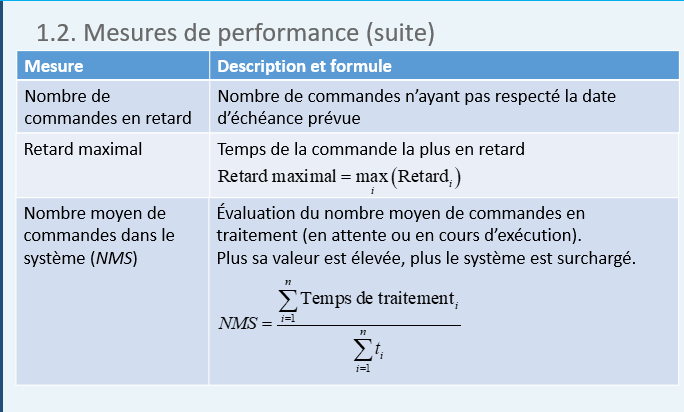 1.2. Mesures de performance (suite)
Mesure
Description et formule
Nombre de
commandes en retard
Nombre de commandes n’ayant pas respecté la date
d’échéance prévue
Retard maximal
Temps de la commande la plus en retard
Retard maximal = max (Retard_i)
i
Nombre moyen de
commandes dans le
système (NMS)
Évaluation du nombre moyen de commandes en
traitement (en attente ou en cours d’exécution).
Plus sa valeur est élevée, plus le système est surchargé.
n
∑ Temps de traitement_i
i=1
NMS =
n
∑ t_i
i=1